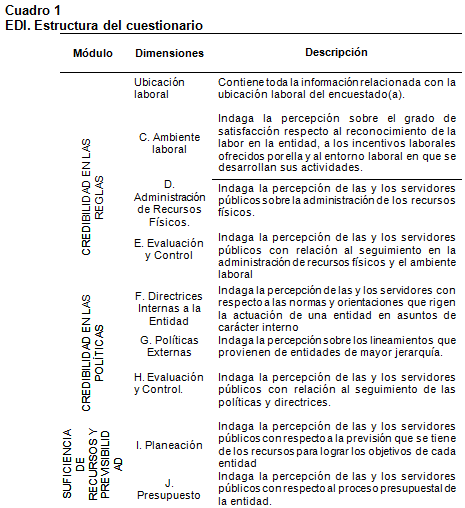 Cuadro 1
EDI. Estructura del cuestionario
Módulo Dimensiones Descripción
Ubicación
laboral
Contiene toda la información relacionada con la
ubicación laboral del encuestado(a).
CREDIBILIDAD EN LAS
REGLAS
C. Ambiente
laboral
Indaga la percepción sobre el grado de
satisfacción respecto al reconocimiento de la
labor en la entidad, a los incentivos laborales
ofrecidos porella y al entorno laboral en que se
desarrollan sus actividades.
D.
Administración
de Recursos
Físicos.
Indaga la percepción de las y los servidores
públicos sobre la administración de los recursos
físicos.
E. Evaluación
y Control
Indaga la percepción de las y los servidores
públicos con relación al seguimiento en la
administración de recursos físicos y el ambiente
laboral
CREDIBILIDAD EN LAS
POLÍTICAS
F. Directrices
Internas a la
Entidad
Indaga la percepción de las y los servidores con
respecto a las normas y orientaciones que rigen
la actuación de una entidad en asuntos de
carácter interno
G. Políticas
Externas
Indaga la percepción sobre los lineamientos que
provienen de entidades de mayor jerarquía.
H. Evaluación
y Control.
Indaga la percepción de las y los servidores
públicos con relación al seguimiento de las
políticas y directrices.
SUFICIENCIA
DE
RECURSOS Y
PREVISIBILID
AD
I. Planeación
Indaga la percepción de las y los servidores
públicos con respecto a la previsión que se tiene
de los recursos para lograr los objetivos de cada
entidad
J.
Presupuesto
Indaga la percepción de las y los servidores
públicos con respecto al proceso presupuestal de
la entidad.